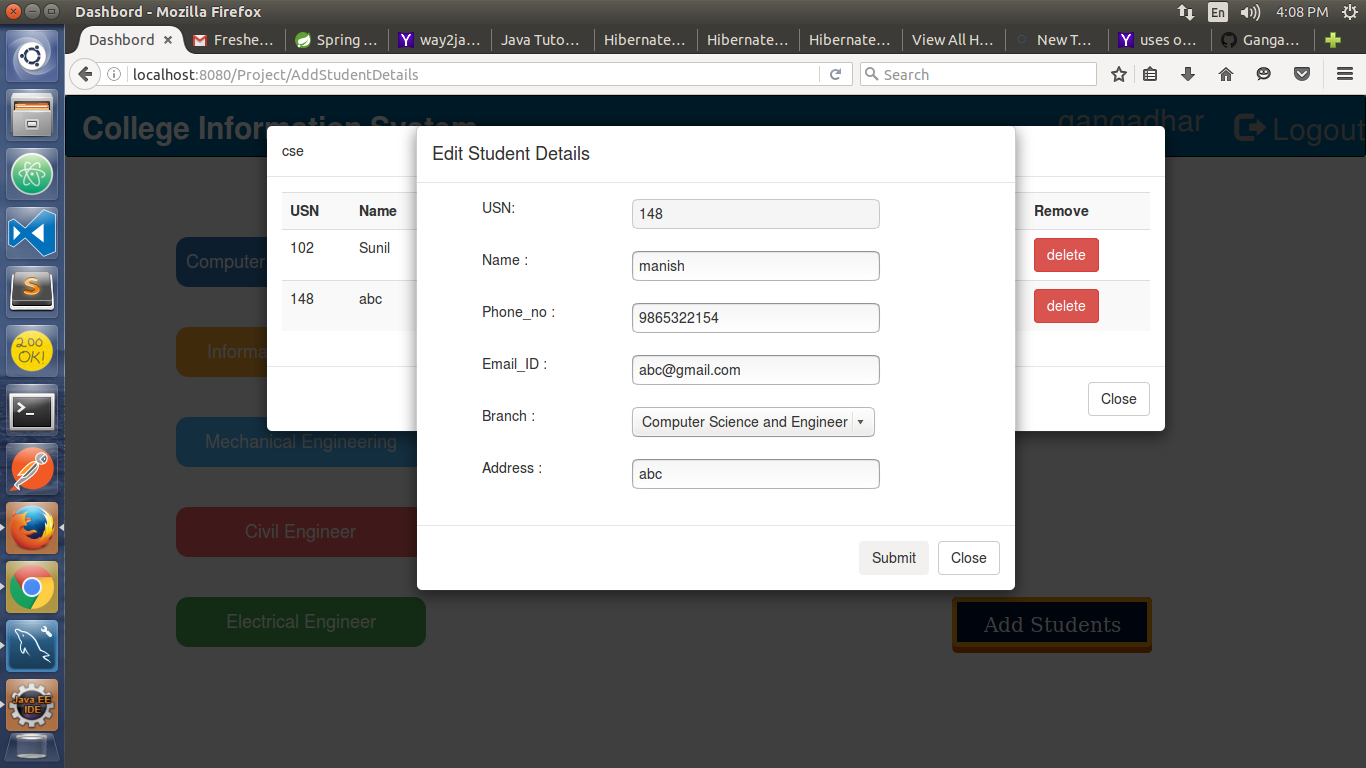 Dashbord - Mozilla Firefox
En
4:08 PM
Dashbord
Freshe...
Spring ...
way2ja...
Java Tuto...
Hibernate...
Hibernate...
Hibernate...
View All H...
New T...
uses o...
Ganga...
localhost:8080/Project/AddStudentDetails
Search
College Information System
gangadhar
Logout
cse
Edit Student Details
USN
Name
Remove
102
Sunil
delete
148
abc
delete
Close
USN:
148
Name :
manish
Phone_no :
9865322154
Email_ID :
abc@gmail.com
Branch :
Computer Science and Engineer
Address :
abc
Submit
Close
Computer
Informa
Mechanical Engineering
Civil Engineer
Electrical Engineer
Add Students
200
OK!
Java EE
IDE